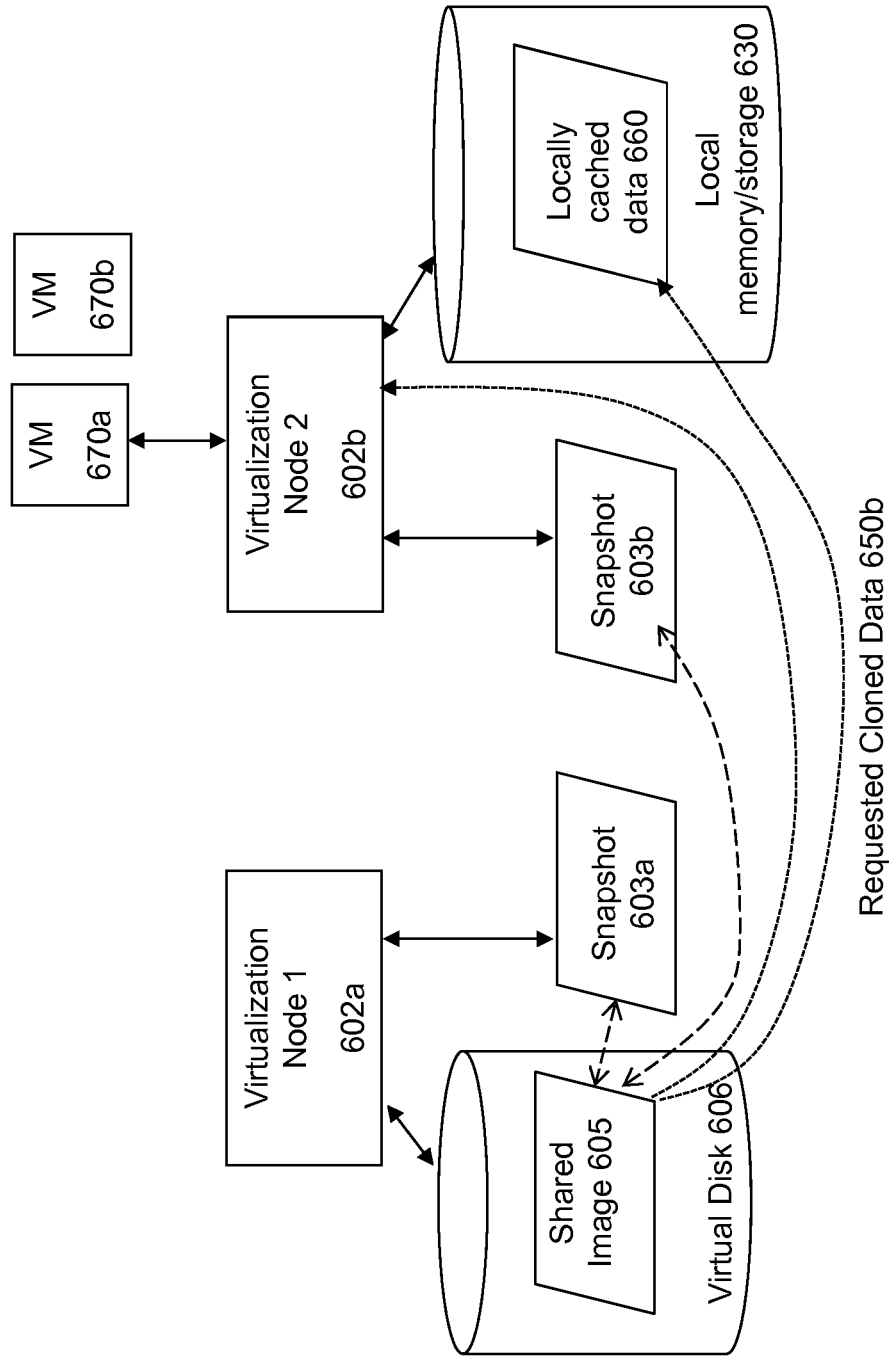 VM
670a
VM
670b
Virtualization
Node 1
602a
Virtualization
Node 2
602b
Snapshot
603a
Snapshot
603b
Shared
Image 605
Virtual Disk 606
Locally
cached
data 660
Local
memory/storage 630
Requested Cloned Data 650b